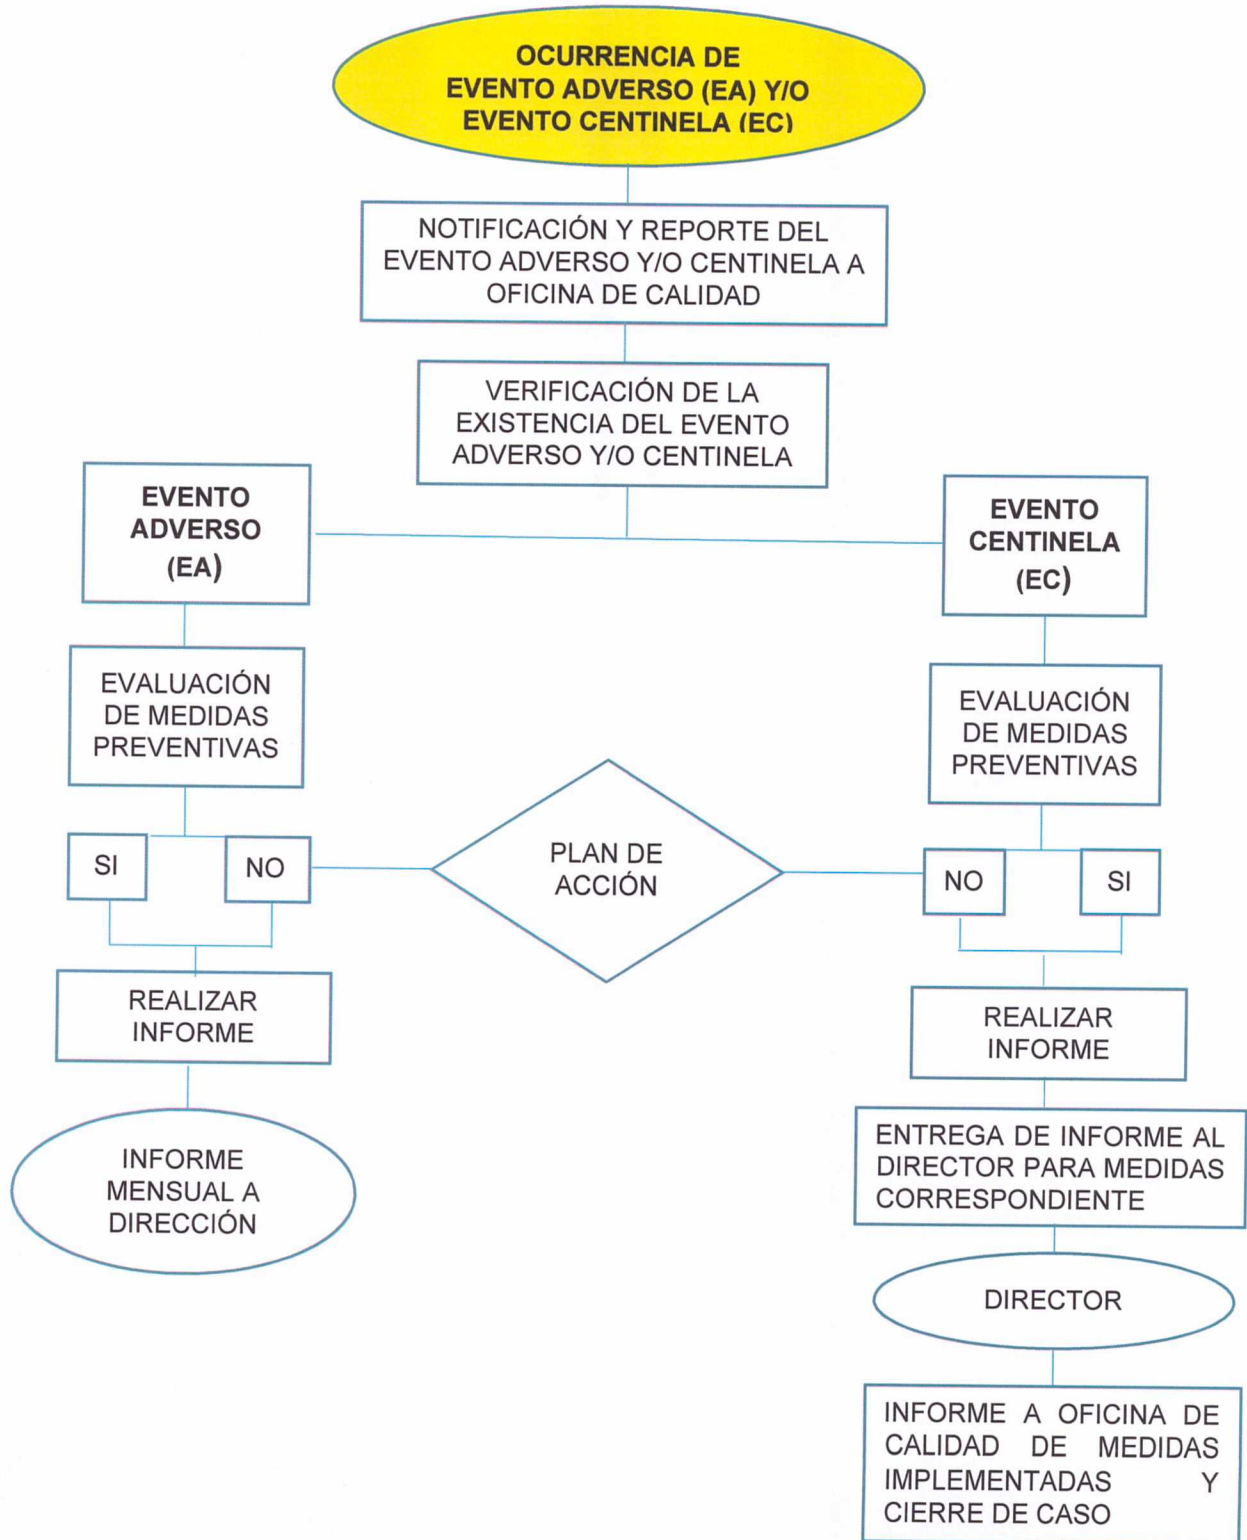 OCURRENCIA DE
EVENTO ADVERSO (EA) Y/O
EVENTO CENTINELA (EC)
NOTIFICACIÓN Y REPORTE DEL
EVENTO ADVERSO Y/O CENTINELA A
OFICINA DE CALIDAD
VERIFICACIÓN DE LA
EXISTENCIA DEL EVENTO
ADVERSO Y/O CENTINELA
EVENTO
ADVERSO
(EA)
EVALUACIÓN
DE MEDIDAS
PREVENTIVAS
SI
NO
REALIZAR
INFORME
INFORME
MENSUAL A
DIRECCIÓN
PLAN DE
ACCIÓN
EVENTO
CENTINELA
(EC)
EVALUACIÓN
DE MEDIDAS
PREVENTIVAS
NO
SI
REALIZAR
INFORME
ENTREGA DE INFORME AL
DIRECTOR PARA MEDIDAS
CORRESPONDIENTE
DIRECTOR
INFORME A OFICINA DE
CALIDAD DE MEDIDAS
IMPLEMENTADAS Y
CIERRE DE CASO